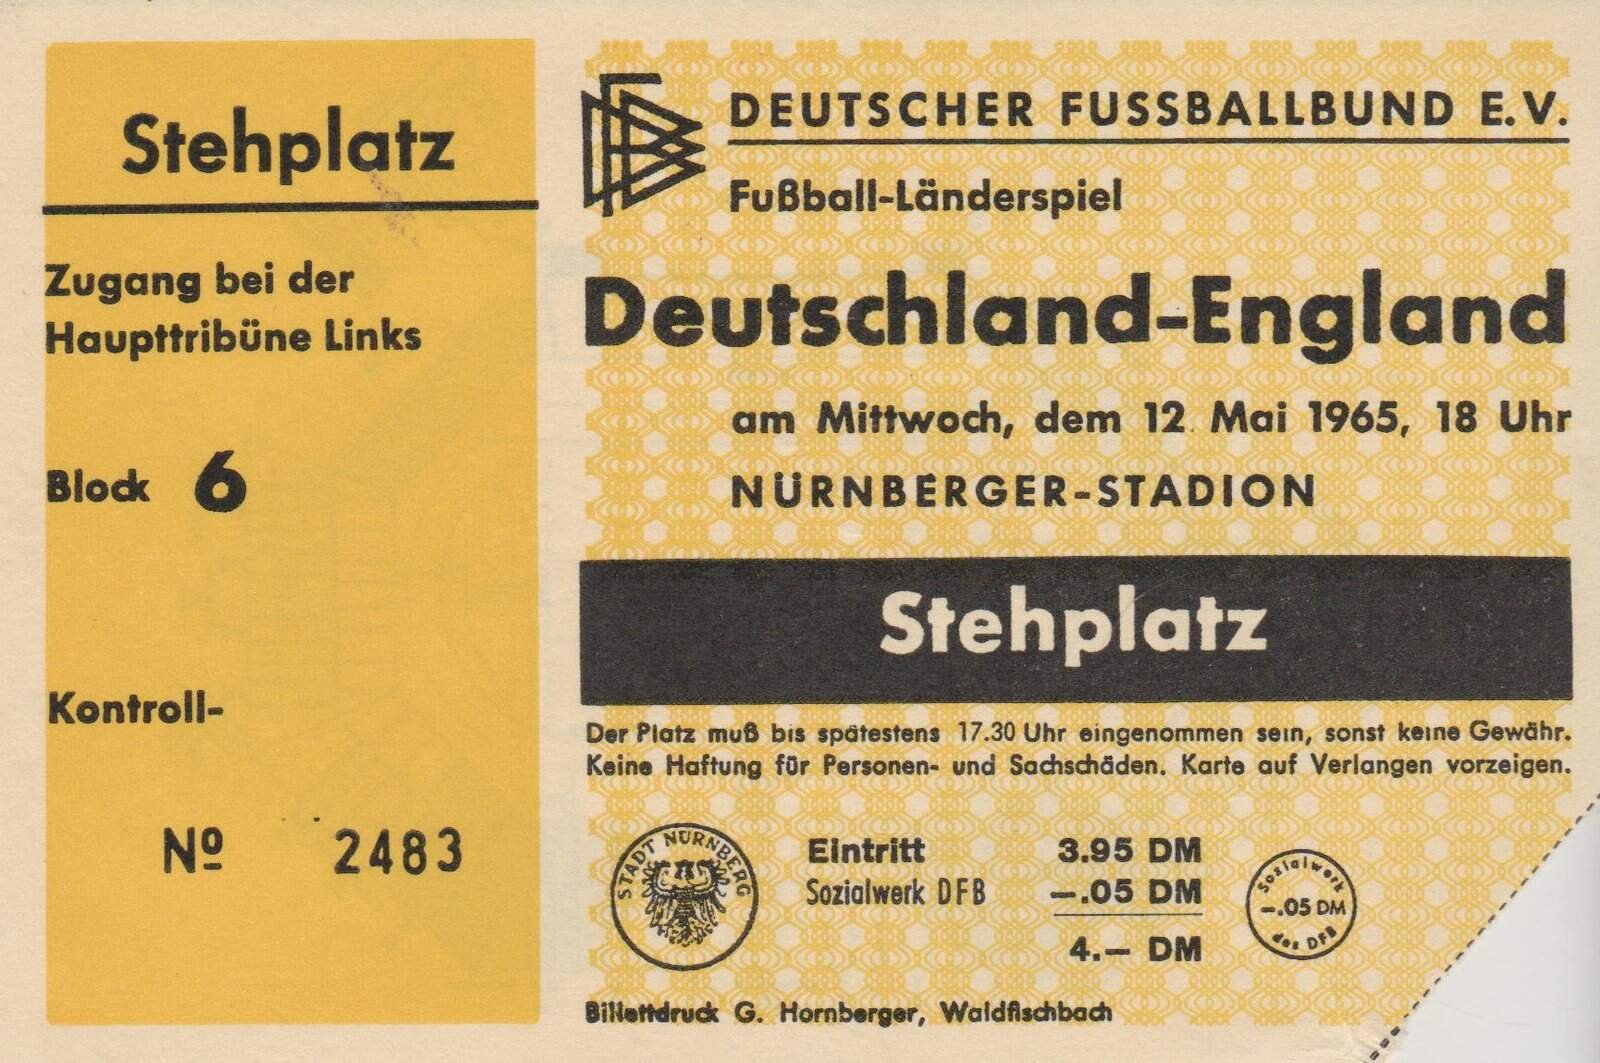 Stehplatz
Zugang bei der
Haupttribüne Links
Block 6
Kontroll-
Nº 2483
DEUTSCHER FUSSBALLBUND E.V.
Fußball-Länderspiel
Deutschland-England
am Mittwoch, dem 12. Mai 1965, 18 Uhr
NÜRNBERGER-STADION
Stehplatz
Der Platz muß bis spätestens 17.30 Uhr eingenommen sein, sonst keine Gewähr.
Keine Haftung für Personen- und Sachschäden. Karte auf Verlangen vorzeigen.
STADT NÜRNBERG
Eintritt 3.95 DM
Sozialwerk DFB —.05 DM
4.— DM
Sozialwerk
—.05 DM
des DFB
Billettdruck G. Hornberger, Waldfischbach